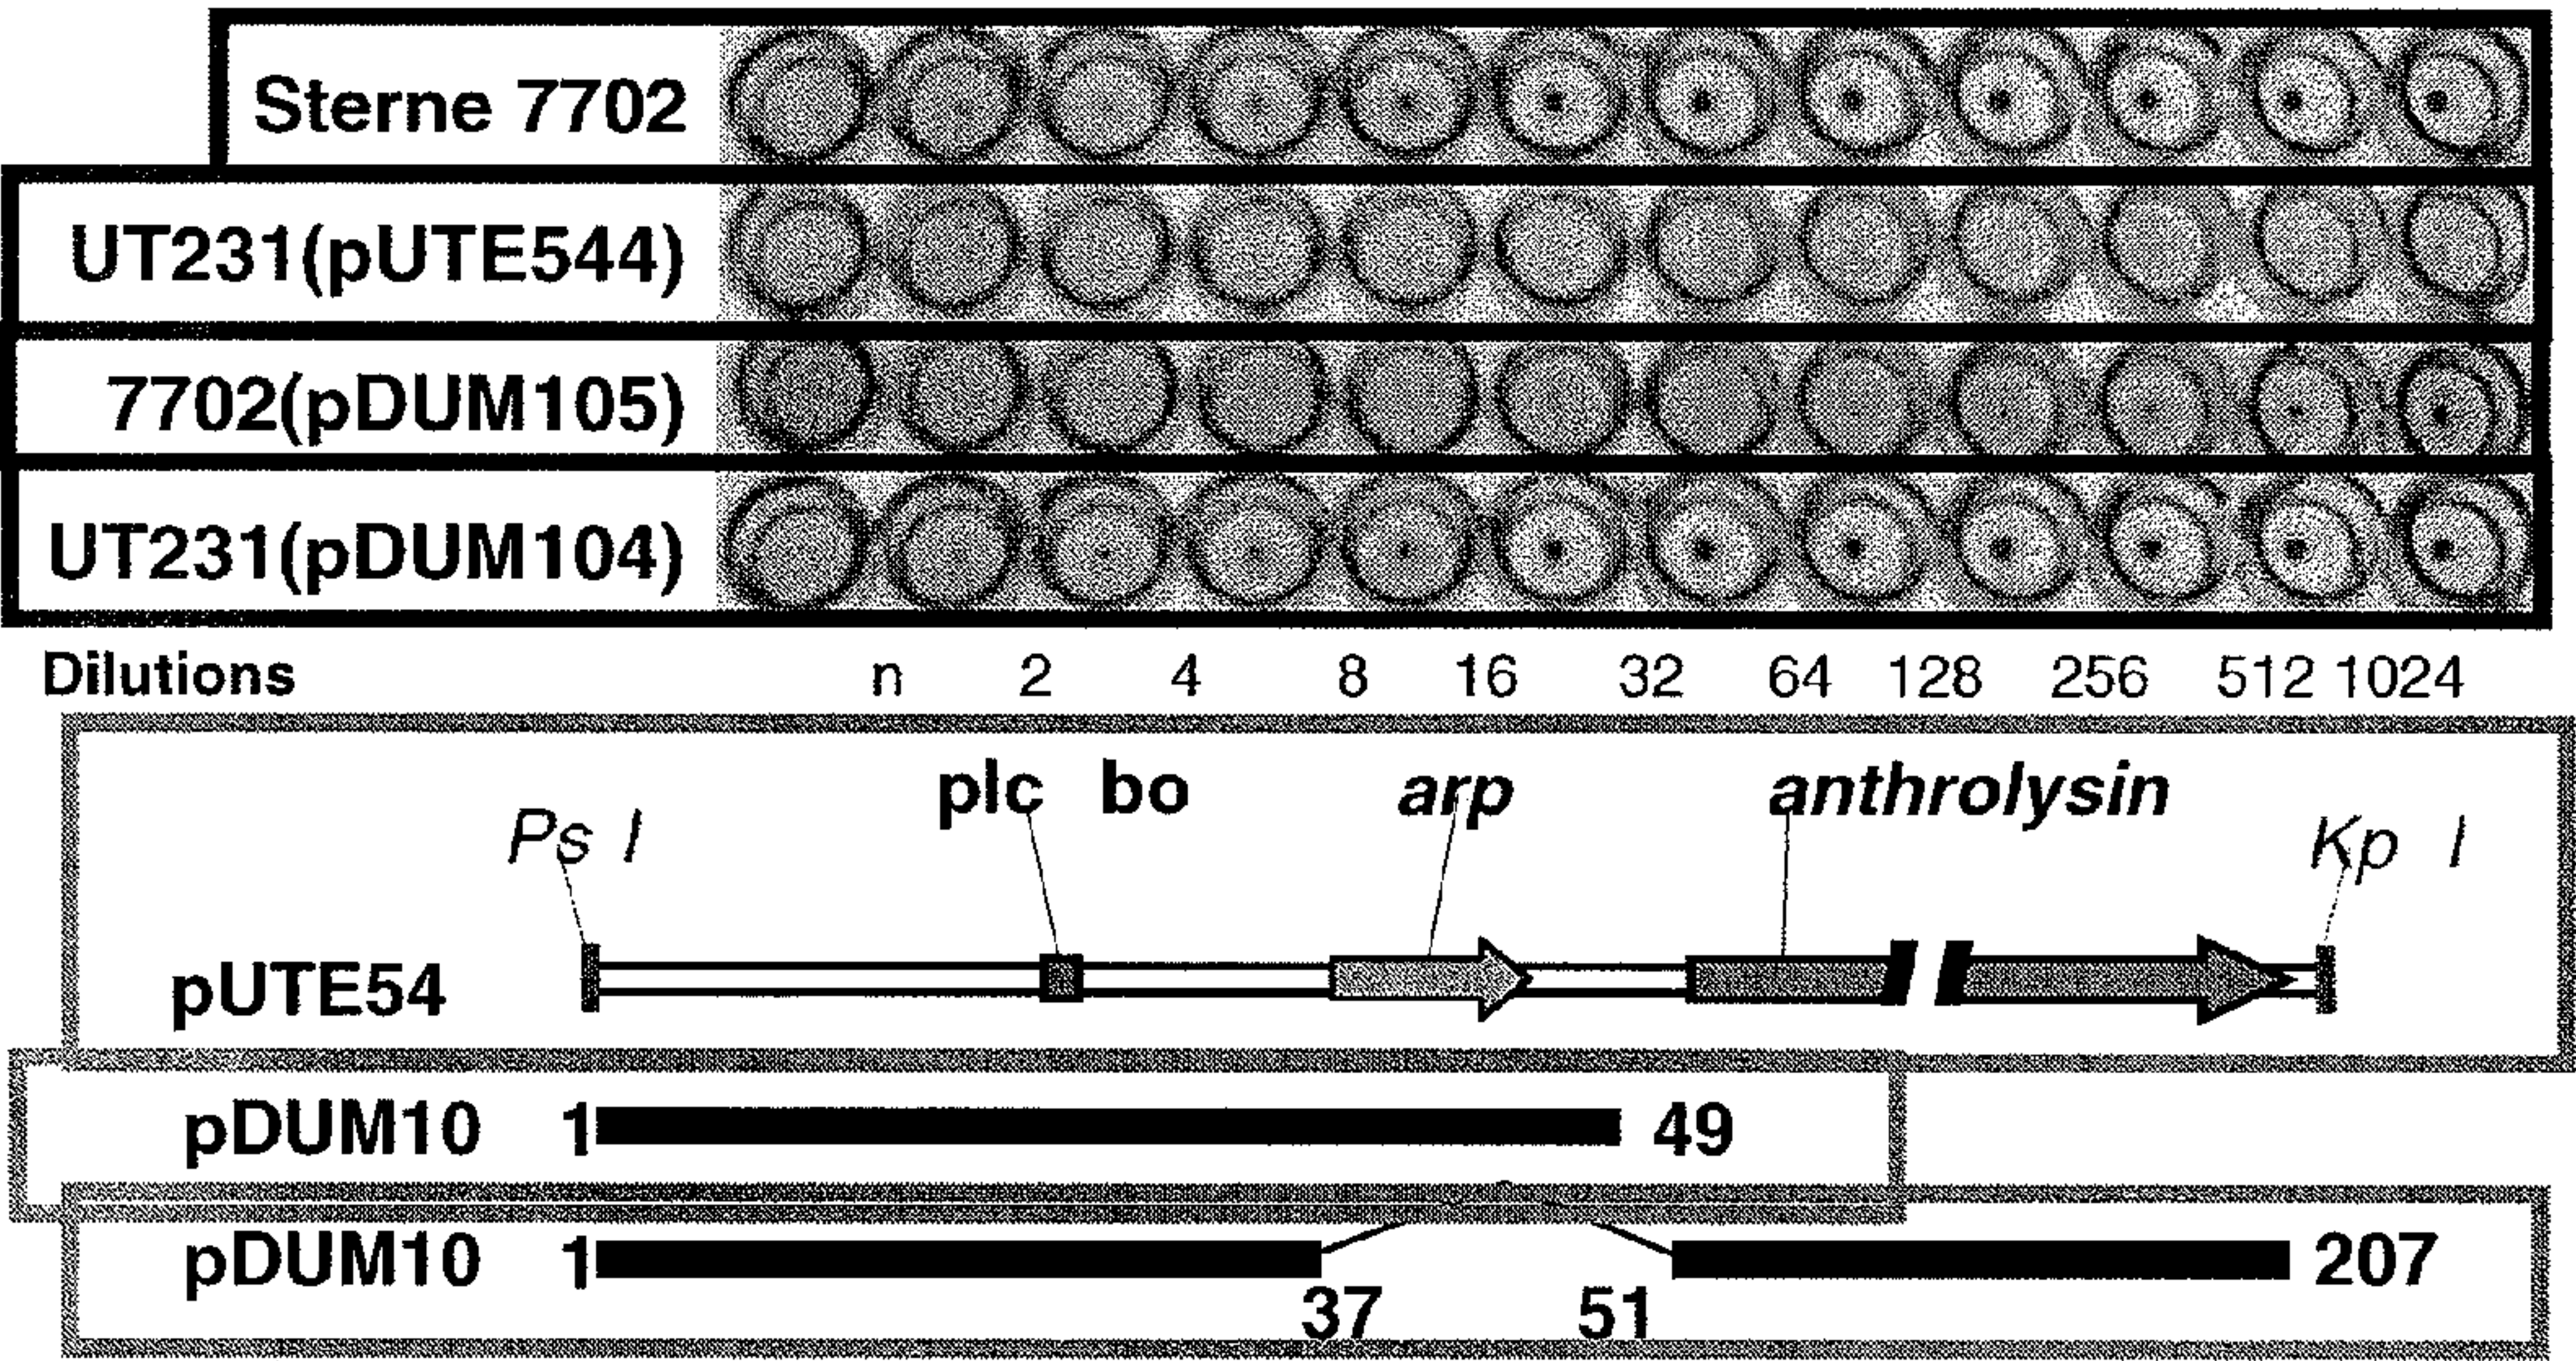 Sterne 7702
UT231(pUTE544)
7702(pDUM105)
UT231(pDUM104)
Dilutions n 2 4 8 16 32 64 128 256 512 1024
plc bo arp anthrolysin
Ps I Kp I
pUTE54
pDUM10 1 49
pDUM10 1 207
37 51